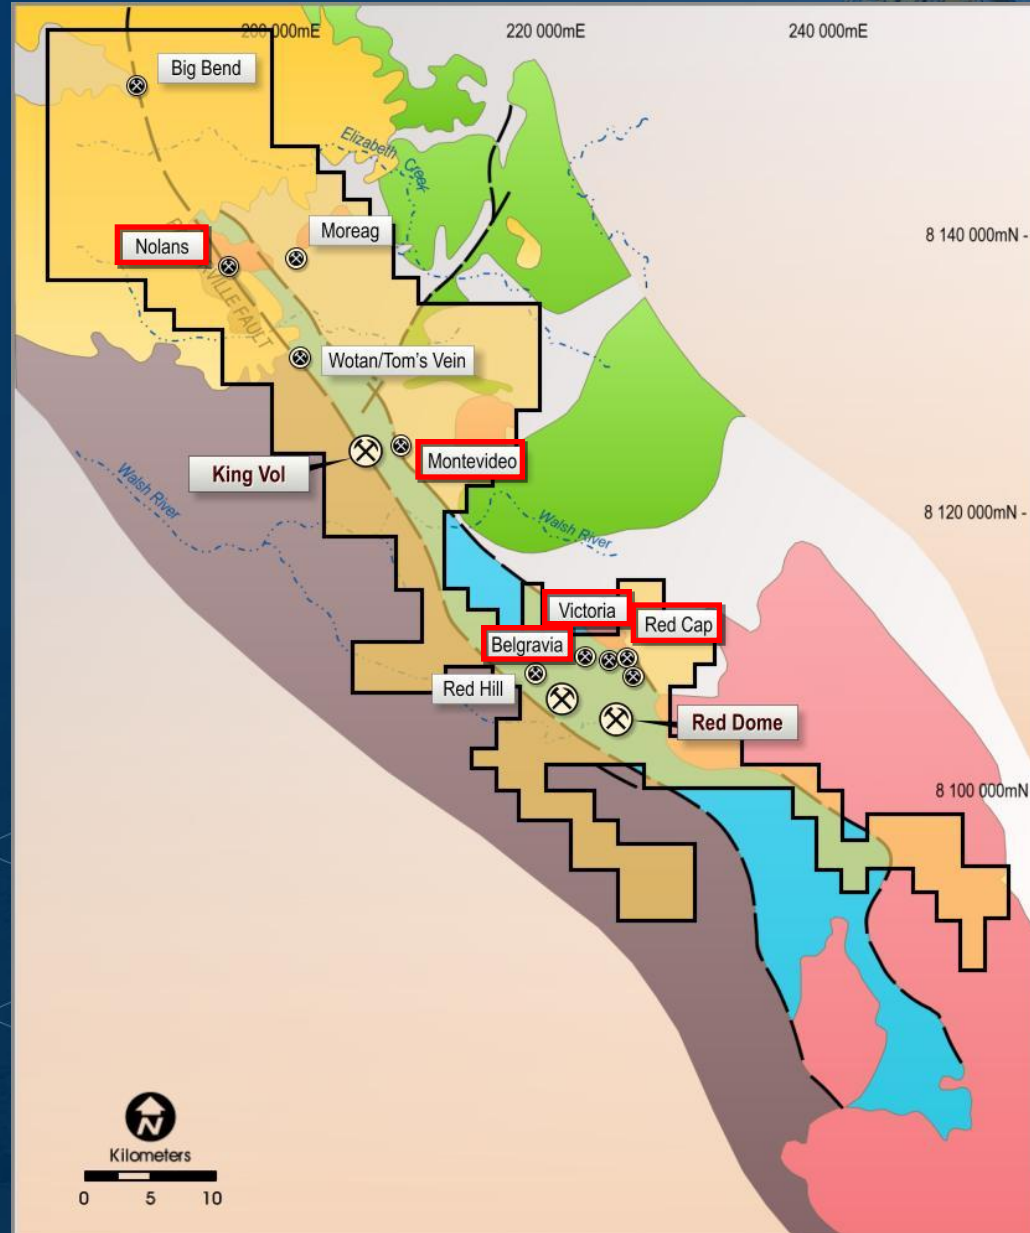 200 000mE
220 000mE
240 000mE
Big Bend
Elizabeth Creek
8 140 000mN -
Moreag
Nolans
VILLE FAULT
Wotan/Tom's Vein
Montevideo
King Vol
Walsh River
Walsh River
8 120 000mN -
Victoria
Red Cap
Belgravia
Red Hill
Red Dome
8 100 000mN
N
Kilometers
0 5 10